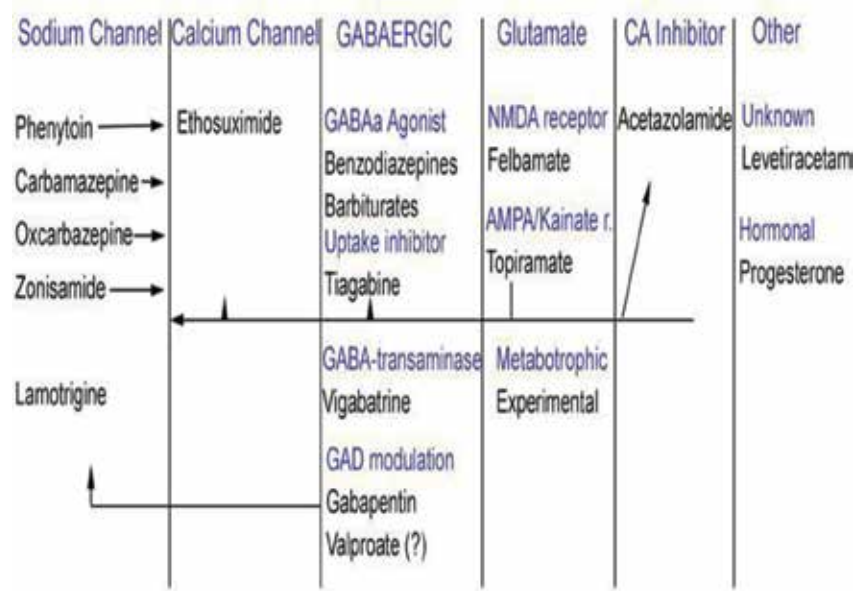 Sodium Channel
Calcium Channel
GABAERGIC
Glutamate
CA Inhibitor
Other
Phenytoin
Carbamazepine
Oxcarbazepine
Zonisamide
Lamotrigine
Ethosuximide
GABAa Agonist
Benzodiazepines
Barbiturates
Uptake inhibitor
Tiagabine
GABA-transaminase
Vigabatrine
GAD modulation
Gabapentin
Valproate (?)
NMDA receptor
Felbamate
AMPA/Kainate r.
Topiramate
Metabotrophic
Experimental
Acetazolamide
Unknown
Levetiracetam
Hormonal
Progesterone